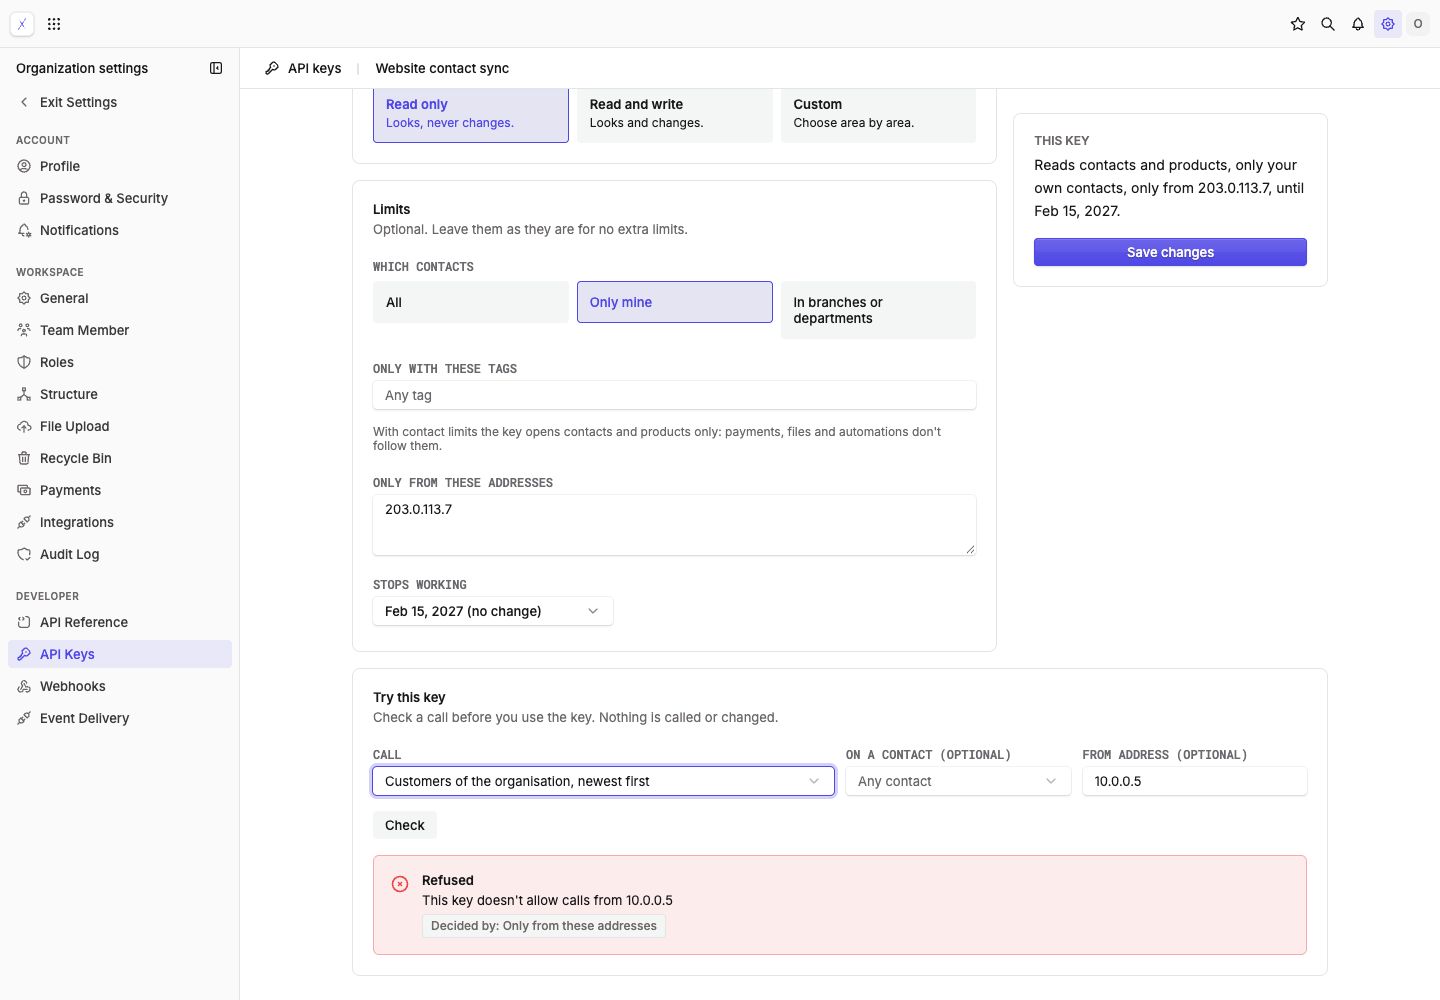 O
Organization settings
Exit Settings
ACCOUNT
Profile
Password & Security
Notifications
WORKSPACE
General
Team Member
Roles
Structure
File Upload
Recycle Bin
Payments
Integrations
Audit Log
DEVELOPER
API Reference
API Keys
Webhooks
Event Delivery
API keys
Website contact sync
Read only
Looks, never changes.
Read and write
Looks and changes.
Custom
Choose area by area.
THIS KEY
Reads contacts and products, only your
own contacts, only from 203.0.113.7, until
Feb 15, 2027.
Save changes
Limits
Optional. Leave them as they are for no extra limits.
WHICH CONTACTS
All
Only mine
In branches or
departments
ONLY WITH THESE TAGS
Any tag
With contact limits the key opens contacts and products only: payments, files and automations don't
follow them.
ONLY FROM THESE ADDRESSES
203.0.113.7
STOPS WORKING
Feb 15, 2027 (no change)
Try this key
Check a call before you use the key. Nothing is called or changed.
CALL
Customers of the organisation, newest first
ON A CONTACT (OPTIONAL)
Any contact
FROM ADDRESS (OPTIONAL)
10.0.0.5
Check
Refused
This key doesn't allow calls from 10.0.0.5
Decided by: Only from these addresses